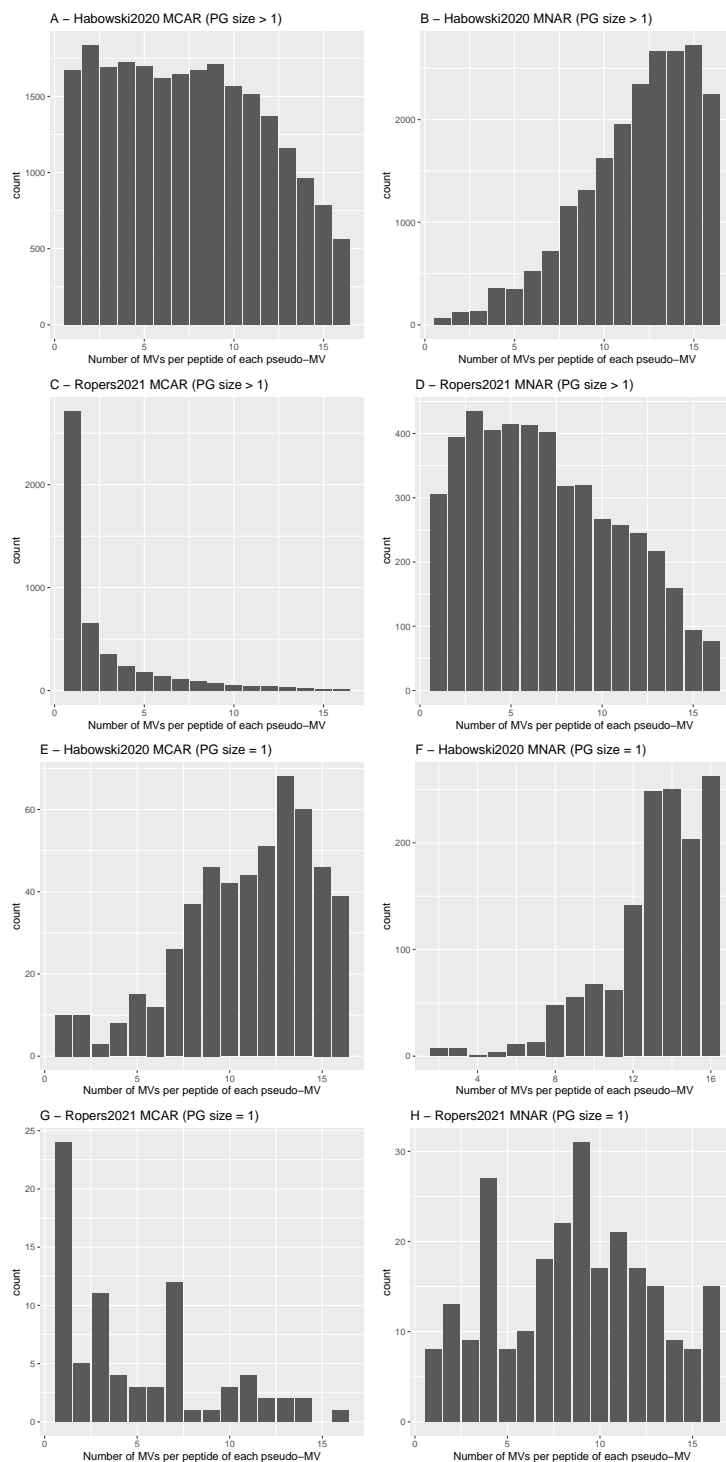 A – Habowski2020 MCAR (PG size > 1)
1500
1000
500
0
count
0 5 10 15
Number of MVs per peptide of each pseudo−MV
B – Habowski2020 MNAR (PG size > 1)
2000
1000
0
count
0 5 10 15
Number of MVs per peptide of each pseudo−MV
C – Ropers2021 MCAR (PG size > 1)
2000
1000
0
count
0 5 10 15
Number of MVs per peptide of each pseudo−MV
D – Ropers2021 MNAR (PG size > 1)
400
300
200
100
0
count
0 5 10 15
Number of MVs per peptide of each pseudo−MV
E – Habowski2020 MCAR (PG size = 1)
60
40
20
0
count
0 5 10 15
Number of MVs per peptide of each pseudo−MV
F – Habowski2020 MNAR (PG size = 1)
200
100
0
count
4 8 12 16
Number of MVs per peptide of each pseudo−MV
G – Ropers2021 MCAR (PG size = 1)
25
20
15
10
5
0
count
0 5 10 15
Number of MVs per peptide of each pseudo−MV
H – Ropers2021 MNAR (PG size = 1)
30
20
10
0
count
0 5 10 15
Number of MVs per peptide of each pseudo−MV